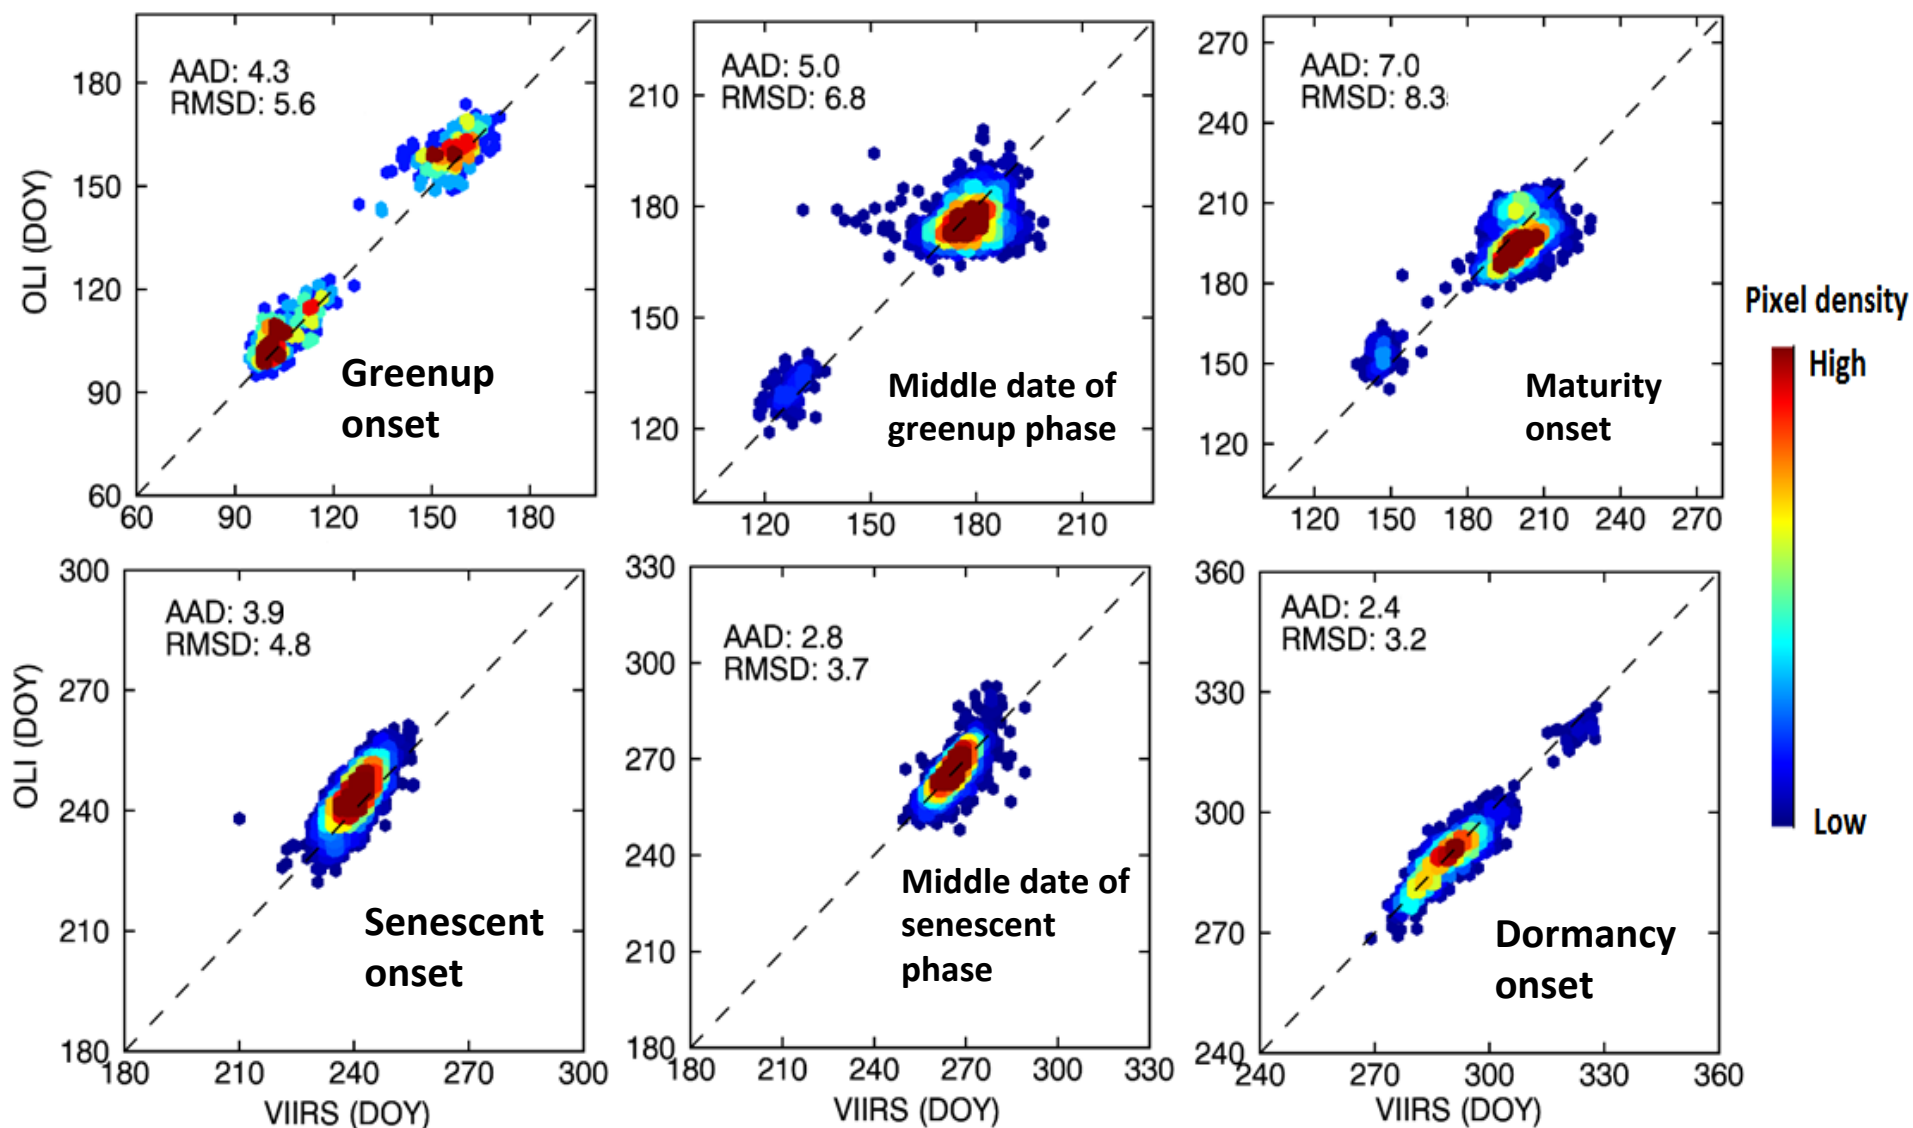 AAD: 4.3
RMSD: 5.6
Greenup
onset
OLI (DOY)
180
150
120
90
60
60 90 120 150 180
AAD: 5.0
RMSD: 6.8
Middle date of
greenup phase
210
180
150
120
120 150 180 210
AAD: 7.0
RMSD: 8.3
Maturity
onset
270
240
210
180
150
120
120 150 180 210 240 270
Pixel density
High
Low
AAD: 3.9
RMSD: 4.8
Senescent
onset
OLI (DOY)
300
270
240
210
180
180 210 240 270 300
VIIRS (DOY)
AAD: 2.8
RMSD: 3.7
Middle date of
senescent
phase
330
300
270
240
210
180
180 210 240 270 300 330
VIIRS (DOY)
AAD: 2.4
RMSD: 3.2
Dormancy
onset
360
330
300
270
240
240 270 300 330 360
VIIRS (DOY)